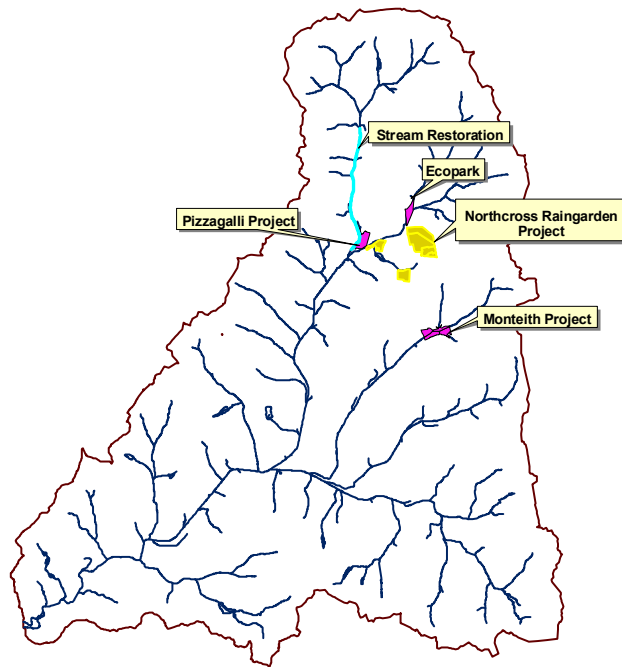 Stream Restoration
Ecopark
Pizzagalli Project
Northcross Raingarden
Project
Monteith Project